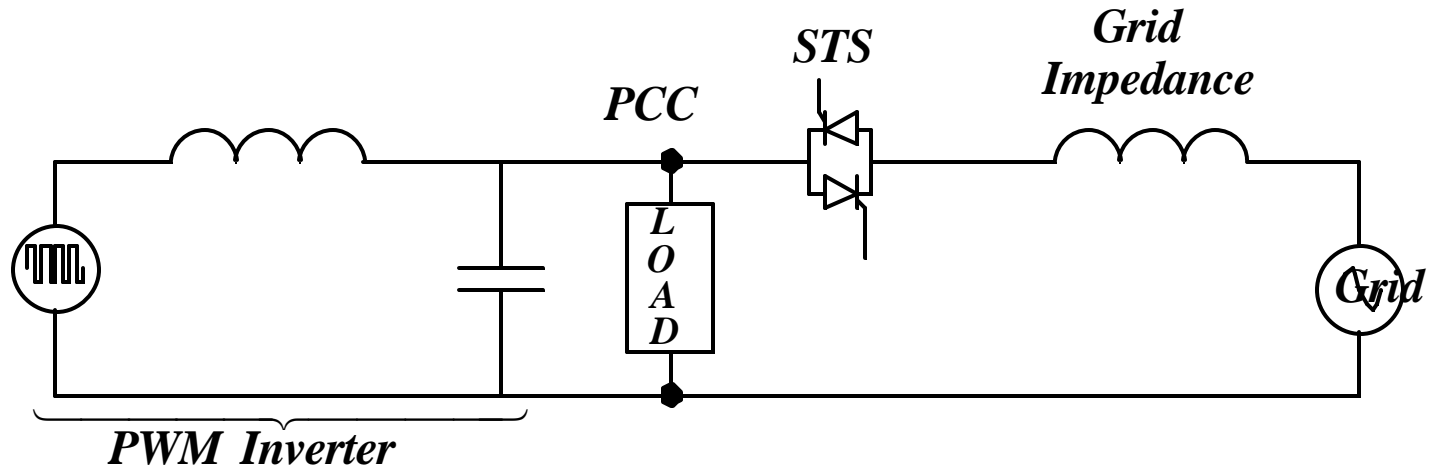 Grid
Impedance
STS
PCC
L
O
A
D
Grid
PWM Inverter